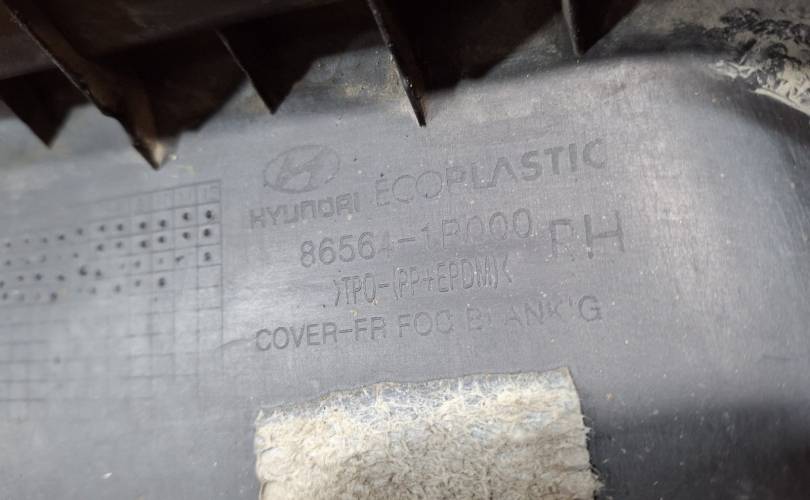 HYUNDAI ECOPLASTIC
86564-1R000 RH
>TPO-(PP+EPDM)<
COVER-FR FOG BLANK'G